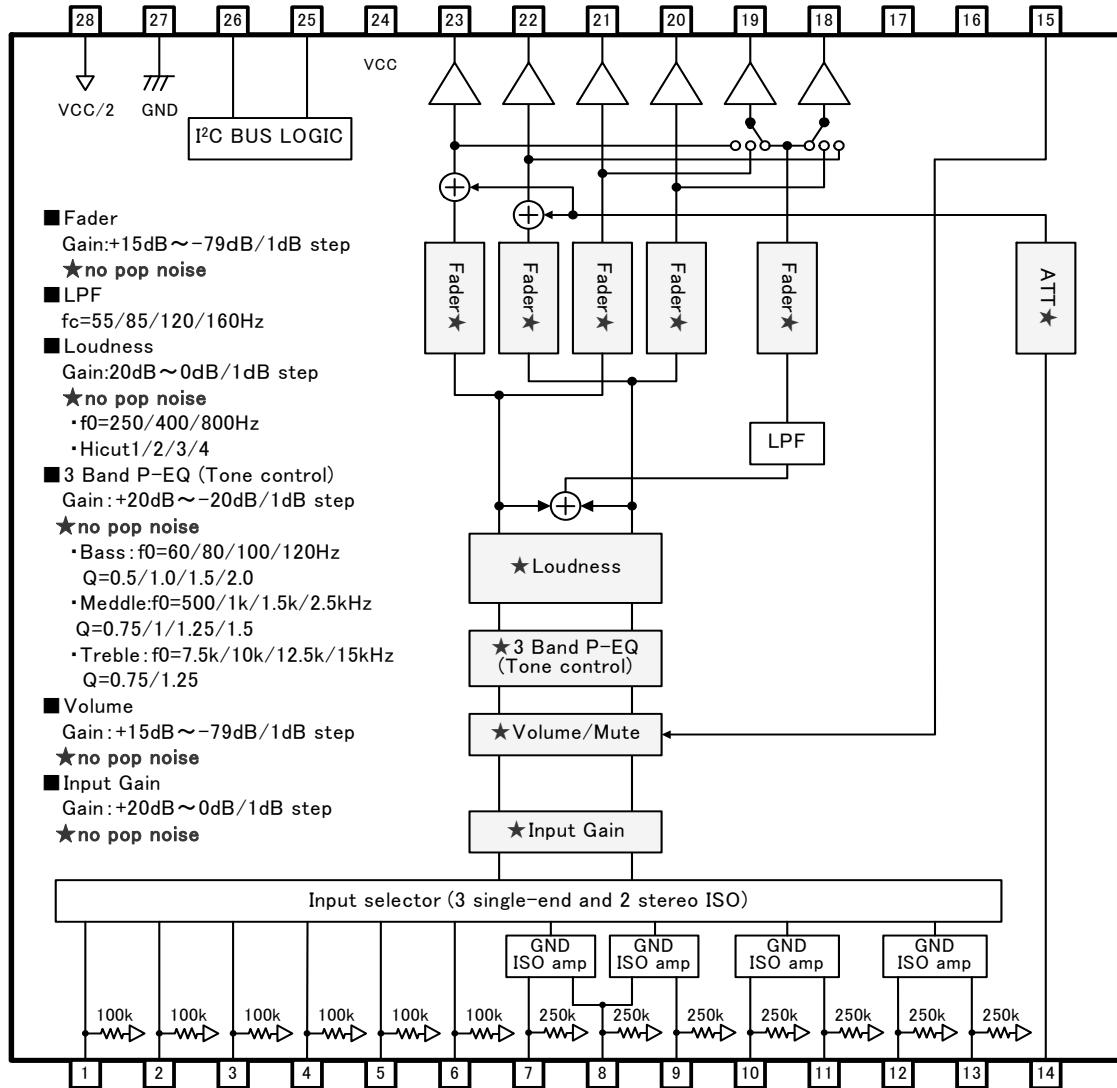 28 27 26 25 24 23 22 21 20 19 18 17 16 15
VCC
VCC/2 GND
I²C BUS LOGIC
■Fader
Gain:+15dB～-79dB/1dB step
★no pop noise
■LPF
fc=55/85/120/160Hz
■Loudness
Gain:20dB～0dB/1dB step
★no pop noise
・f0=250/400/800Hz
・Hicut1/2/3/4
■3 Band P-EQ (Tone control)
Gain:+20dB～-20dB/1dB step
★no pop noise
・Bass:f0=60/80/100/120Hz
Q=0.5/1.0/1.5/2.0
・Meddle:f0=500/1k/1.5k/2.5kHz
Q=0.75/1/1.25/1.5
・Treble:f0=7.5k/10k/12.5k/15kHz
Q=0.75/1.25
■Volume
Gain:+15dB～-79dB/1dB step
★no pop noise
■Input Gain
Gain:+20dB～0dB/1dB step
★no pop noise
Fader★
Fader★
Fader★
Fader★
Fader★
ATT★
LPF
★Loudness
★3 Band P-EQ
(Tone control)
★Volume/Mute
★Input Gain
Input selector (3 single-end and 2 stereo ISO)
GND
ISO amp
GND
ISO amp
GND
ISO amp
GND
ISO amp
100k 100k 100k 100k 100k 100k 250k 250k 250k 250k 250k 250k 250k
1 2 3 4 5 6 7 8 9 10 11 12 13 14